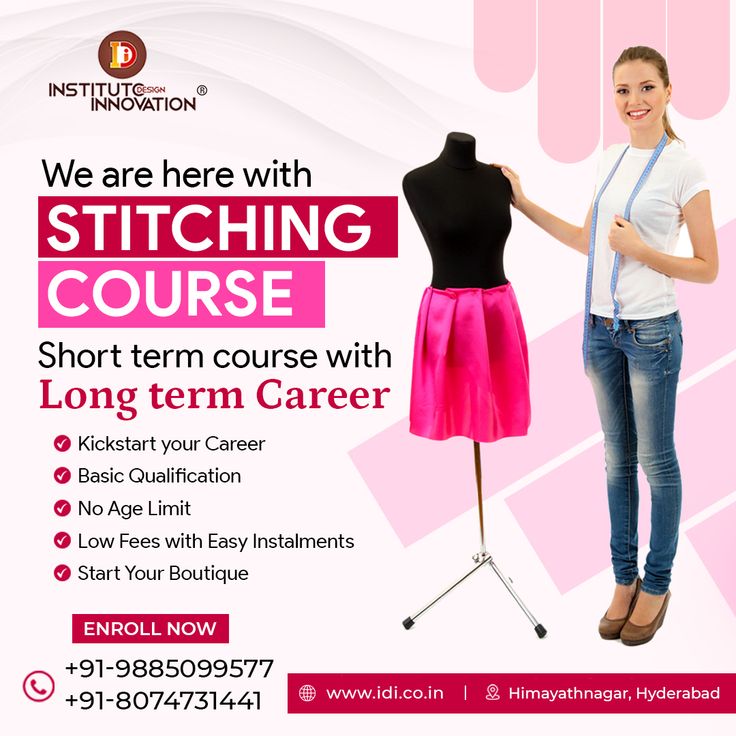 IDi
INSTITUTO DESIGN
INNOVATION ®
We are here with
STITCHING
COURSE
Short term course with
Long term Career
Kickstart your Career
Basic Qualification
No Age Limit
Low Fees with Easy Instalments
Start Your Boutique
ENROLL NOW
+91-9885099577
+91-8074731441
www.idi.co.in | Himayathnagar, Hyderabad